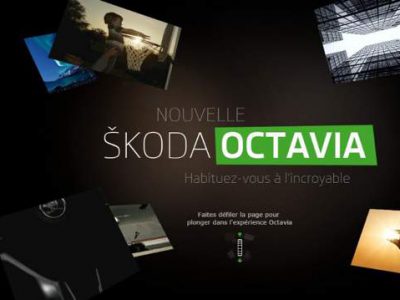 NOUVELLE
ŠKODA OCTAVIA
Habituez-vous à l'incroyable
Faites défiler la page pour
plonger dans l'expérience Octavia